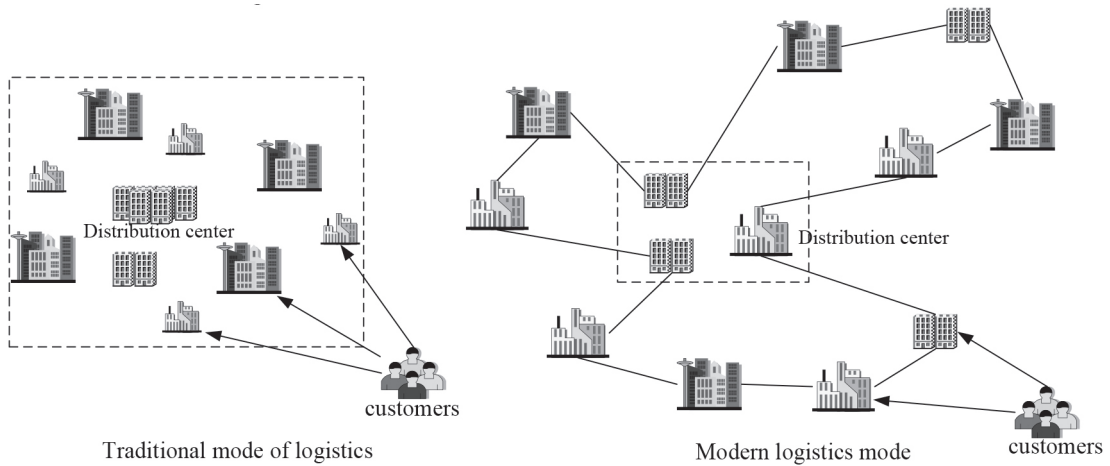 Distribution center
customers
Traditional mode of logistics
Distribution center
customers
Modern logistics mode